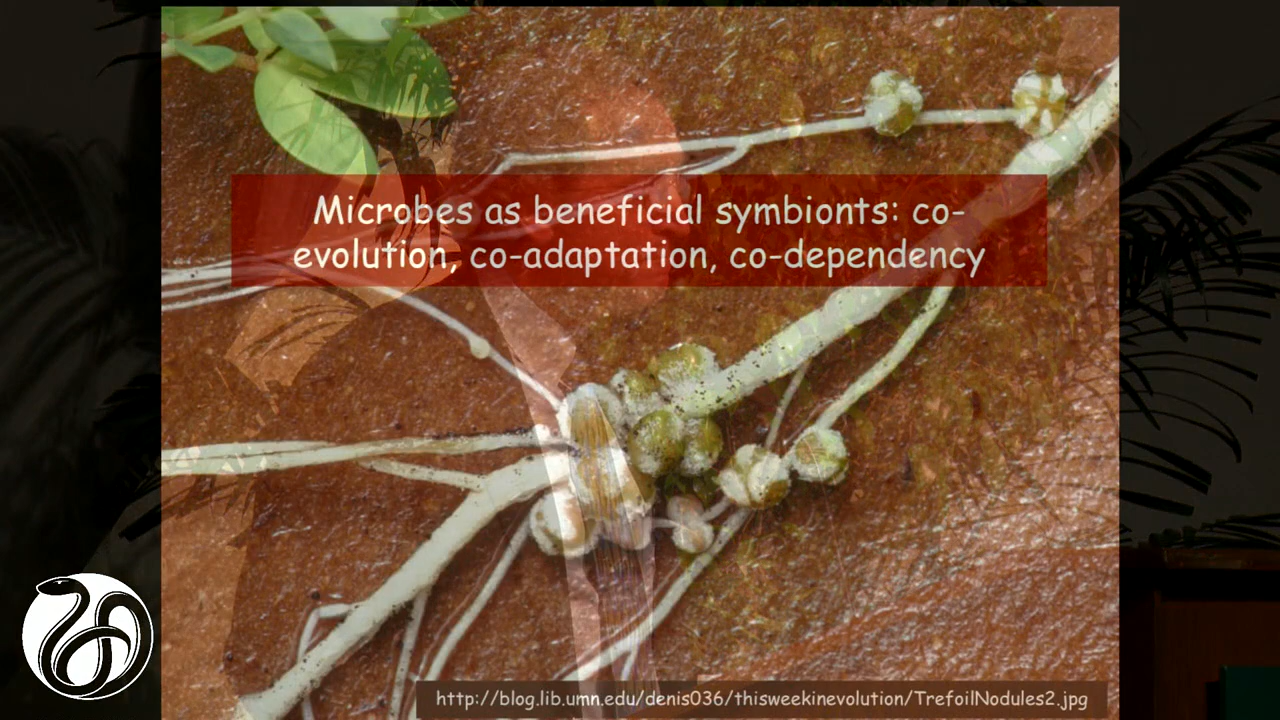 Microbes as beneficial symbionts: co-
evolution, co-adaptation, co-dependency
http://blog.lib.umn.edu/denis036/thisweekinevolution/TrefoilNodules2.jpg